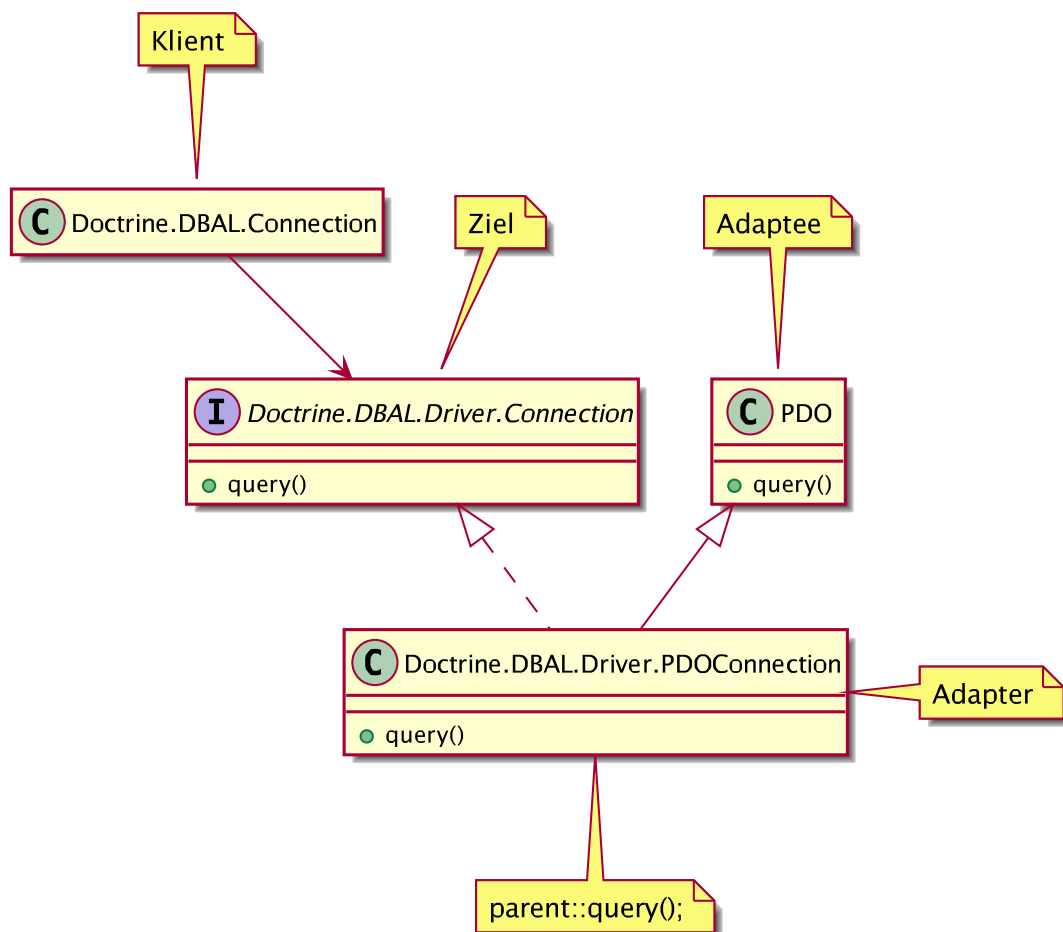 Klient
C Doctrine.DBAL.Connection
Ziel
Adaptee
I Doctrine.DBAL.Driver.Connection
query()
C PDO
query()
C Doctrine.DBAL.Driver.PDOConnection
query()
Adapter
parent::query();